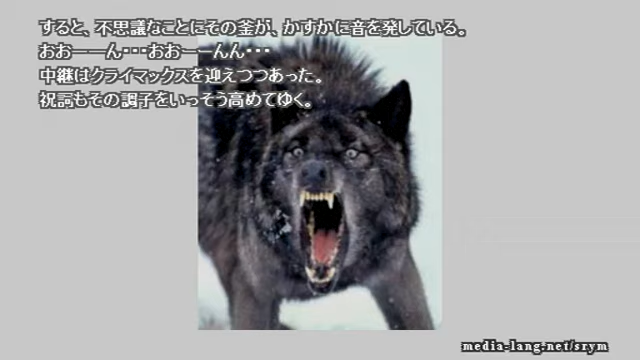 すると、不思議なことにその釜が、かすかに音を発している。
おお――ん・・・おおーーんん・・・
中継はクライマックスを迎えつつあった。
祝詞もその調子をいっそう高めてゆく。
media-lang.net/srym